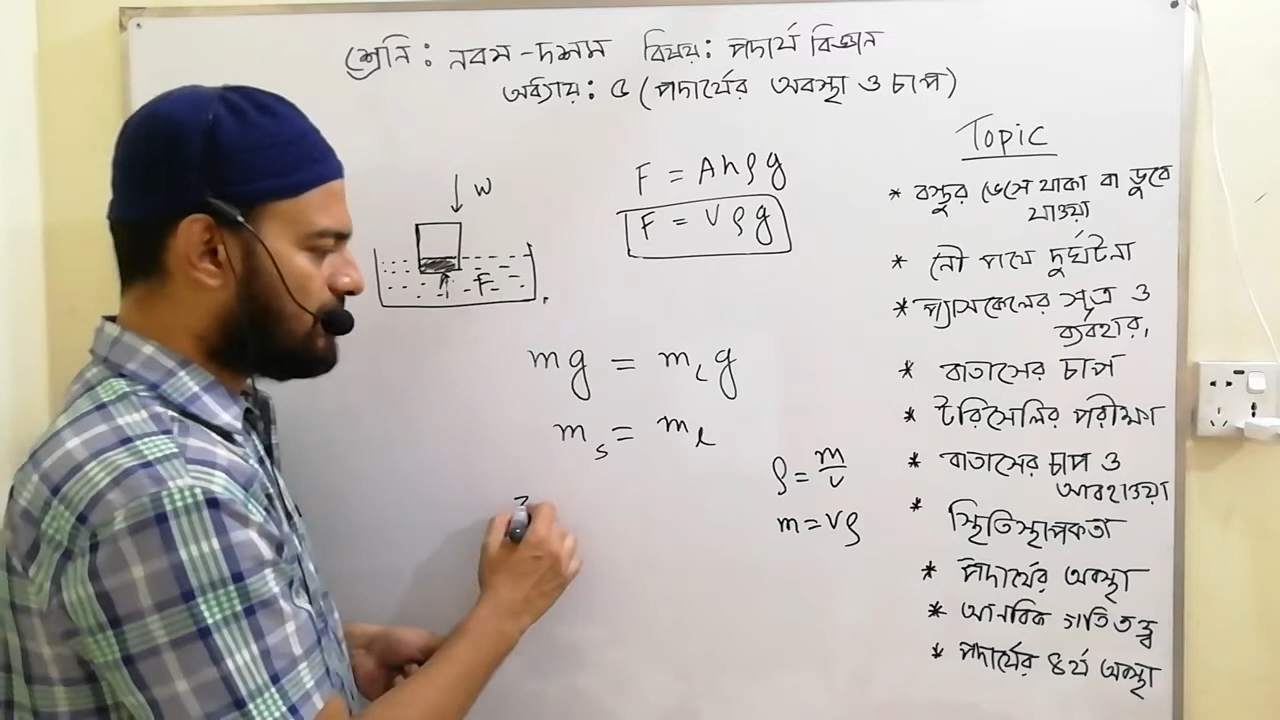 শ্রেনি : নবম - দশম বিষয় : পদার্থ বিজ্ঞান
অধ্যায় : ৫ (পদার্থের অবস্থা ও চাপ)
W
F
F = Ahρg
F = Vρg
mg = m_l g
m_s = m_l
ρ = m/v
m = Vρ
Topic
* বস্তুর ভেসে থাকা বা ডুবে
যাওয়া
* নৌ পথে দুর্ঘটনা
* প্যাসকেলের সূত্র ও
ব্যবহার,
* বাতাসের চাপ
* টরিসেলির পরীক্ষা
* বাতাসের চাপ ও
আবহাওয়া
* স্থিতিস্থাপকতা
* পদার্থের অবস্থা
* আনবিক গতিতত্ত্ব
* পদার্থের ৪র্থ অবস্থা